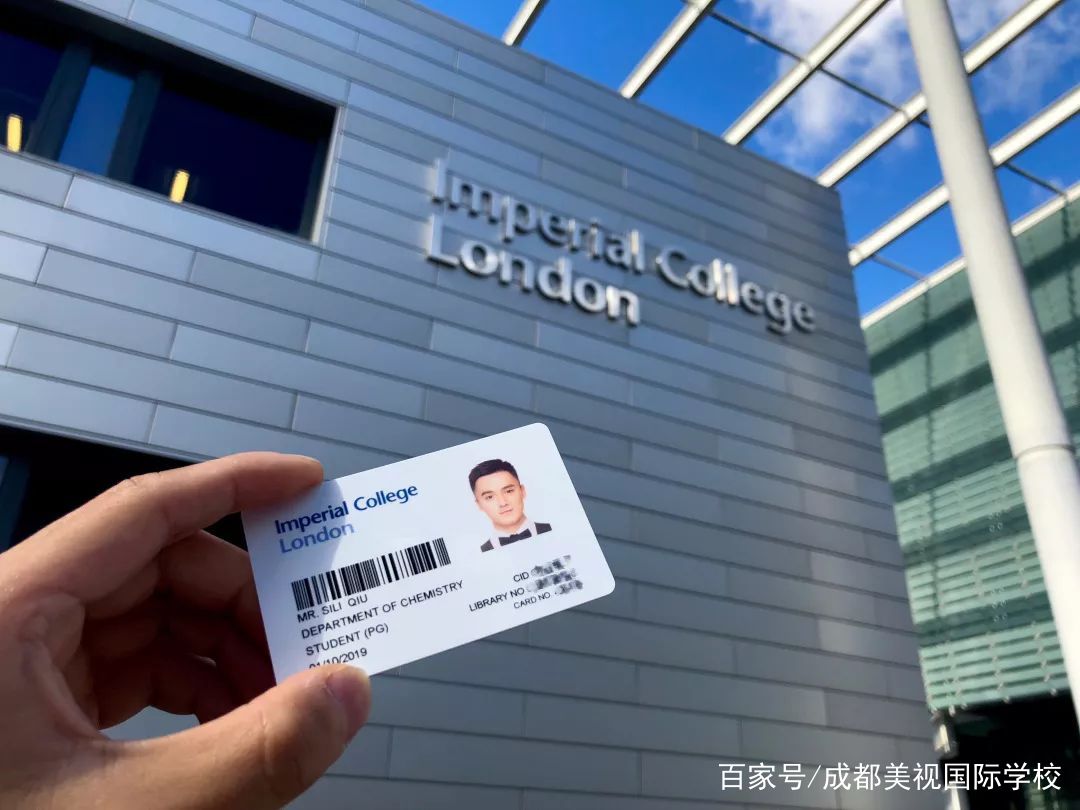 Imperial College
London
Imperial College
London
MR. SILI QIU
DEPARTMENT OF CHEMISTRY
STUDENT (PG)
01/10/2019
CID
LIBRARY NO
CARD NO
百家号/成都美视国际学校